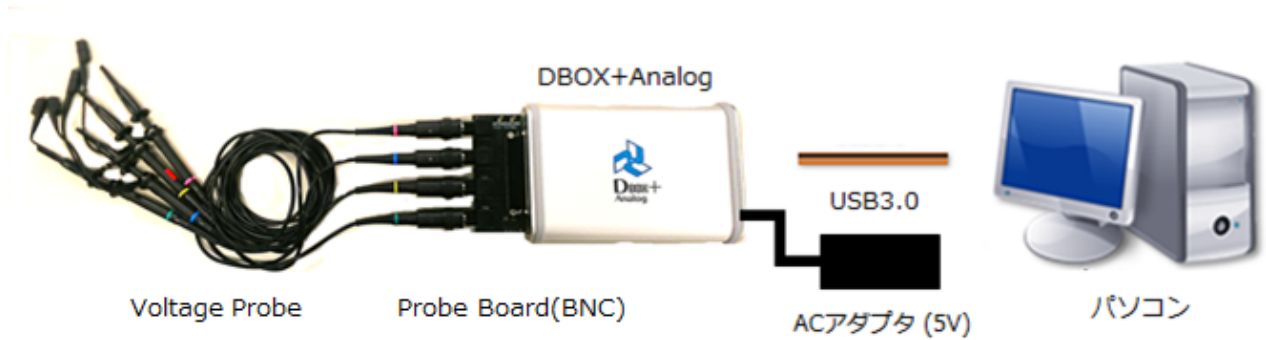 DBOX+Analog
DBOX+
Analog
USB3.0
Voltage Probe
Probe Board(BNC)
ACアダプタ (5V)
パソコン